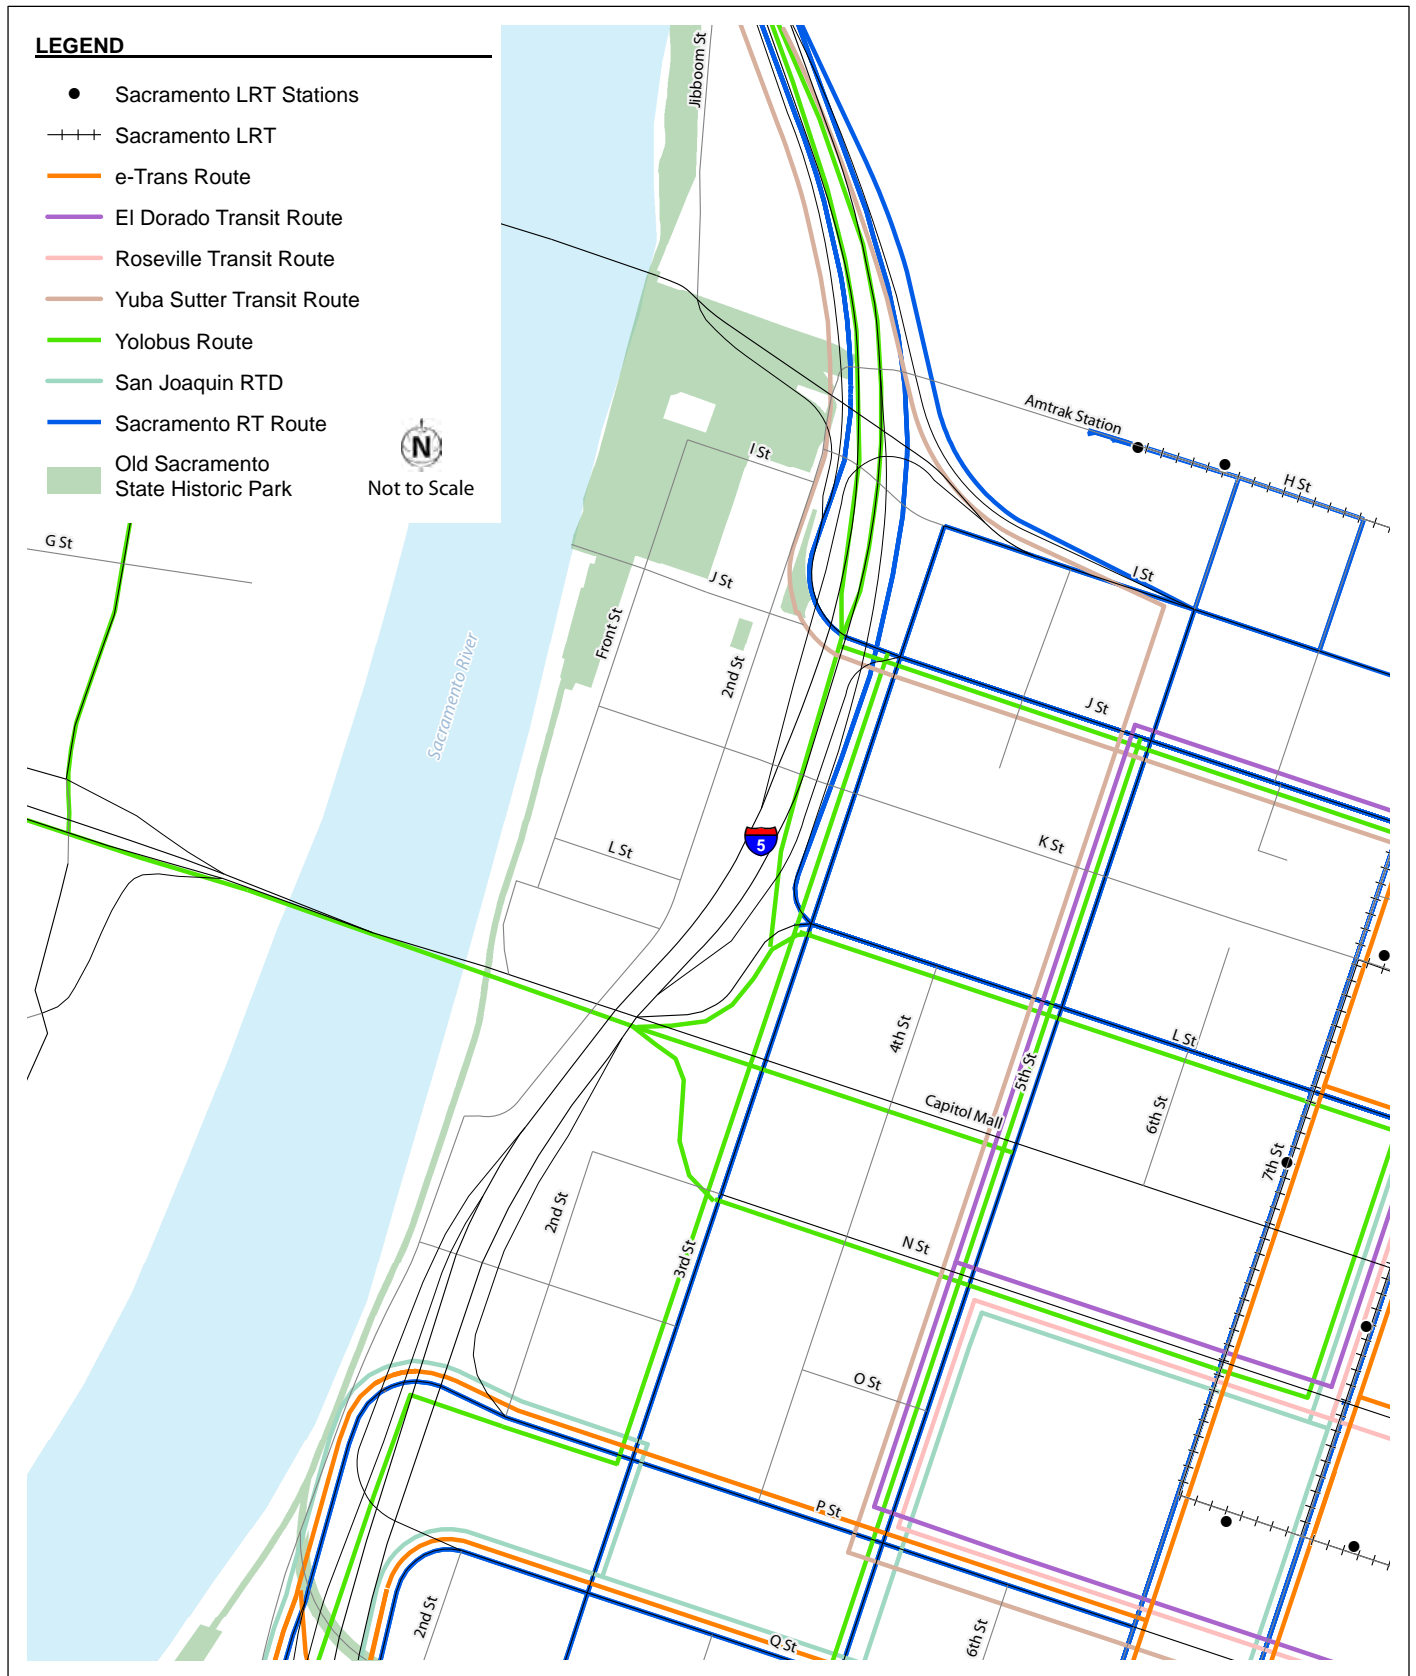 LEGEND
Sacramento LRT Stations
Sacramento LRT
e-Trans Route
El Dorado Transit Route
Roseville Transit Route
Yuba Sutter Transit Route
Yolobus Route
San Joaquin RTD
Sacramento RT Route
Old Sacramento
State Historic Park
N
Not to Scale
Jibboom St
Amtrak Station
H St
I St
G St
J St
I St
Front St
2nd St
Sacramento River
J St
5
K St
L St
4th St
5th St
L St
Capitol Mall
6th St
7th St
2nd St
3rd St
N St
O St
P St
2nd St
Q St
6th St